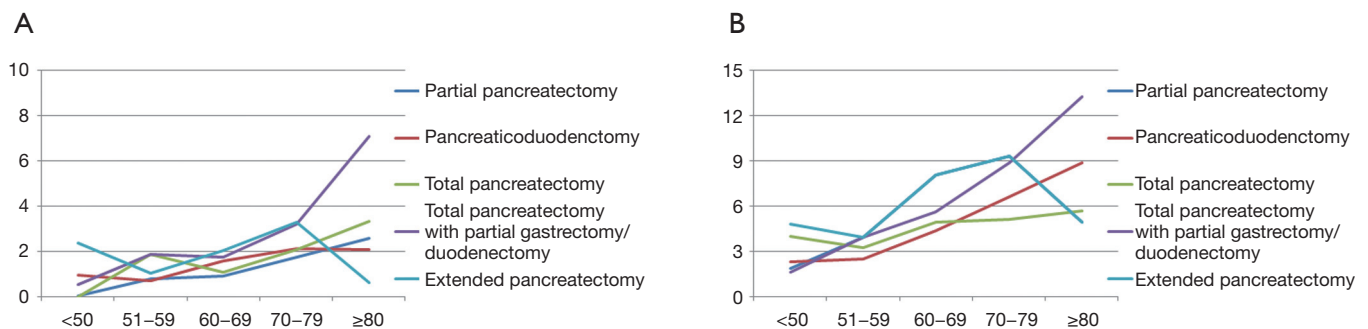 A
10
8
6
4
2
0
<50 51–59 60–69 70–79 ≥80
Partial pancreatectomy
Pancreaticoduodenctomy
Total pancreatectomy
Total pancreatectomy
with partial gastrectomy/
duodenectomy
Extended pancreatectomy
B
15
12
9
6
3
0
<50 51–59 60–69 70–79 ≥80
Partial pancreatectomy
Pancreaticoduodenctomy
Total pancreatectomy
Total pancreatectomy
with partial gastrectomy/
duodenectomy
Extended pancreatectomy